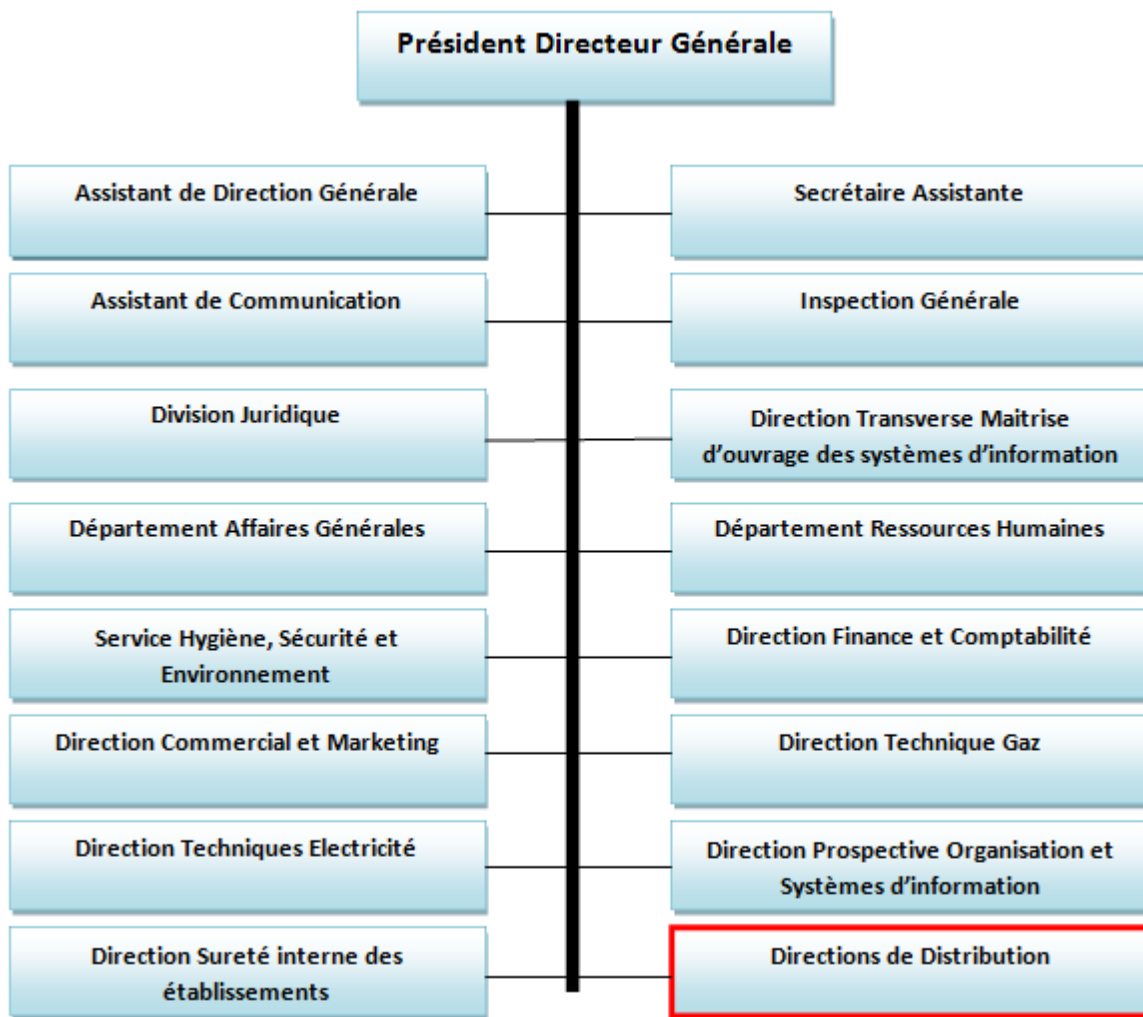 Président Directeur Générale
Assistant de Direction Générale
Secrétaire Assistante
Assistant de Communication
Inspection Générale
Division Juridique
Direction Transverse Maitrise
d'ouvrage des systèmes d'information
Département Affaires Générales
Département Ressources Humaines
Service Hygiène, Sécurité et
Environnement
Direction Finance et Comptabilité
Direction Commercial et Marketing
Direction Technique Gaz
Direction Techniques Electricité
Direction Prospective Organisation et
Systèmes d'information
Direction Sureté interne des
établissements
Directions de Distribution